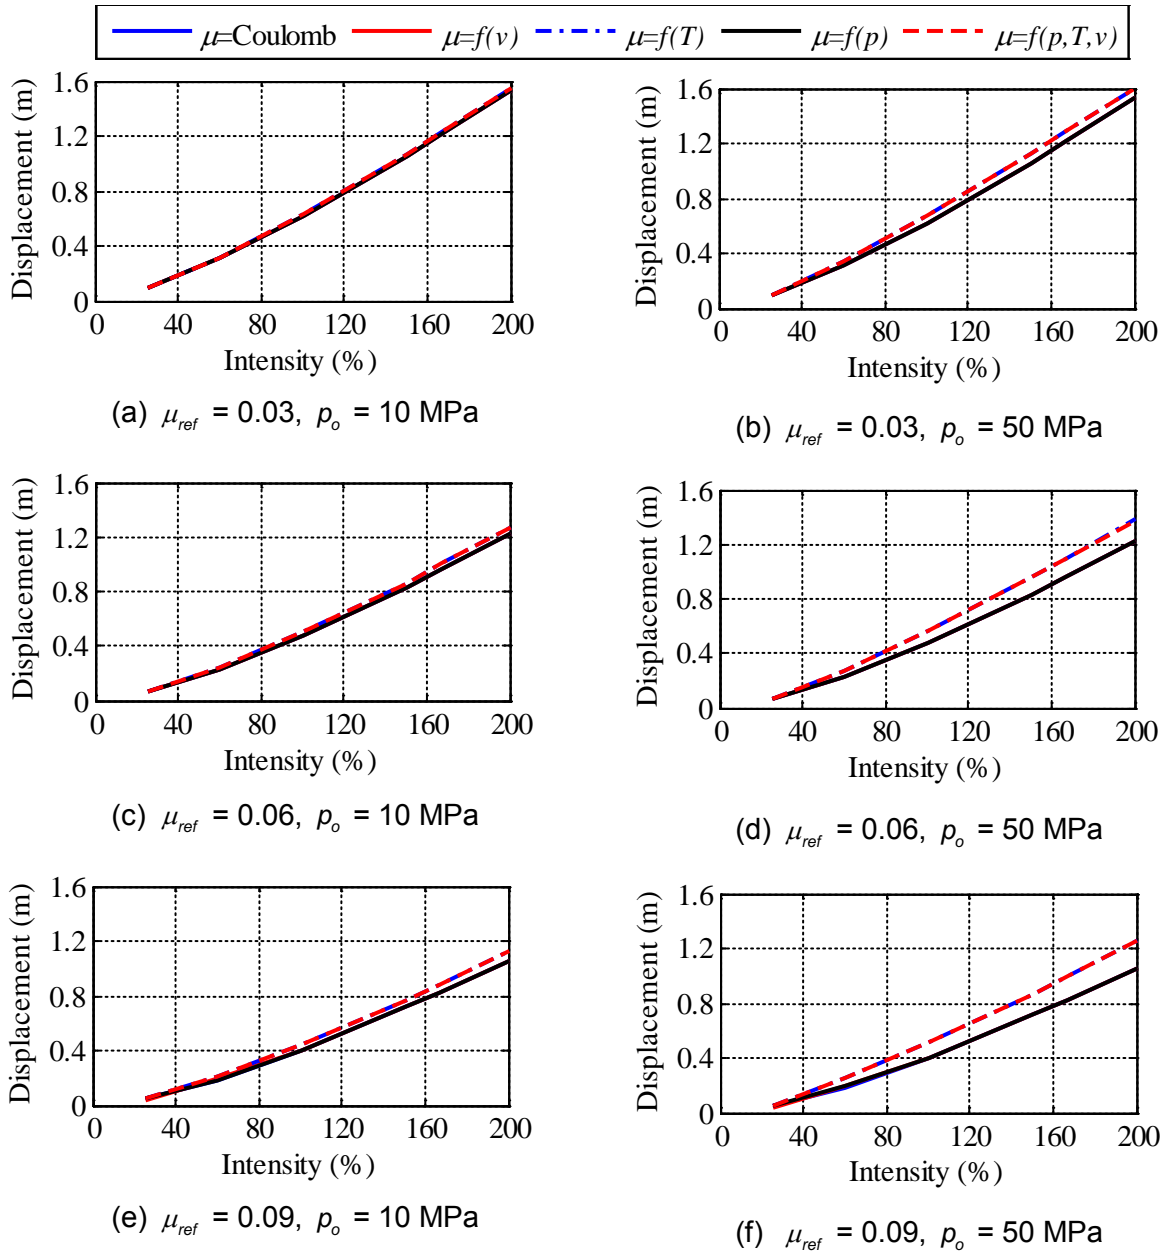 μ=Coulomb μ=f(v) μ=f(T) μ=f(p) μ=f(p,T,v)
Displacement (m)
1.6
1.2
0.8
0.4
0
0 40 80 120 160 200
Intensity (%)
(a) μref = 0.03, po = 10 MPa
Displacement (m)
1.6
1.2
0.8
0.4
0
0 40 80 120 160 200
Intensity (%)
(b) μref = 0.03, po = 50 MPa
Displacement (m)
1.6
1.2
0.8
0.4
0
0 40 80 120 160 200
Intensity (%)
(c) μref = 0.06, po = 10 MPa
Displacement (m)
1.6
1.2
0.8
0.4
0
0 40 80 120 160 200
Intensity (%)
(d) μref = 0.06, po = 50 MPa
Displacement (m)
1.6
1.2
0.8
0.4
0
0 40 80 120 160 200
Intensity (%)
(e) μref = 0.09, po = 10 MPa
Displacement (m)
1.6
1.2
0.8
0.4
0
0 40 80 120 160 200
Intensity (%)
(f) μref = 0.09, po = 50 MPa